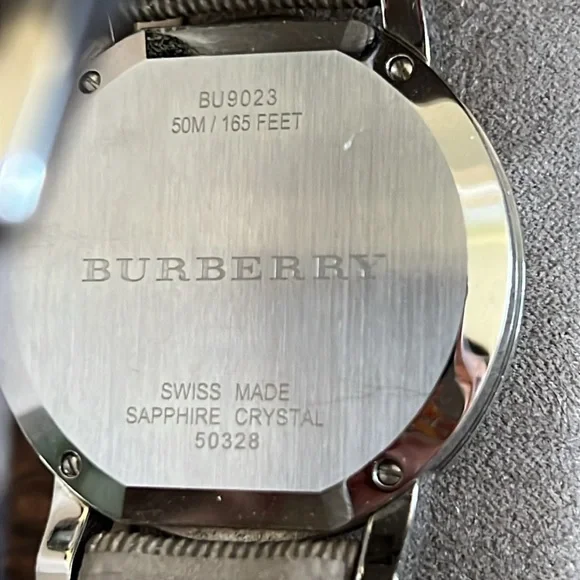 BU9023
50M / 165 FEET
BURBERRY
SWISS MADE
SAPPHIRE CRYSTAL
50328